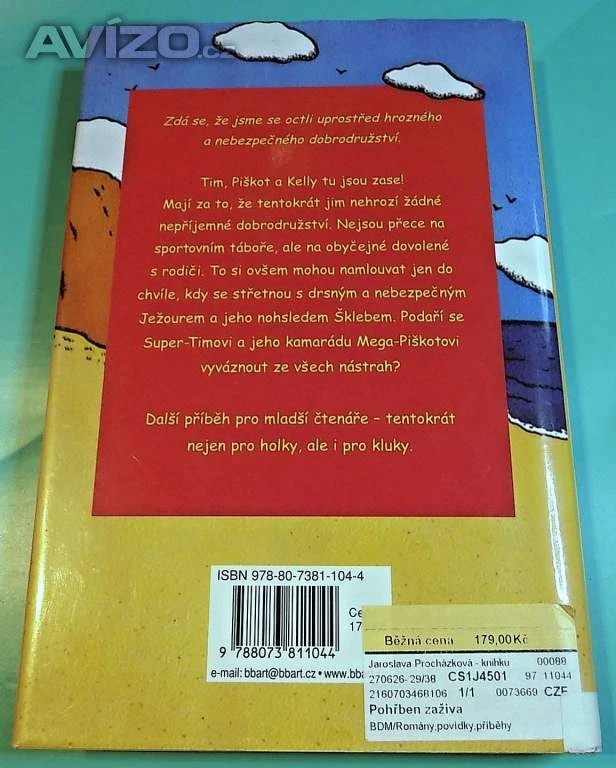 AVÍZO.cz
Zdá se, že jsme se octli uprostřed hrozného
a nebezpečného dobrodružství.
Tim, Piškot a Kelly tu jsou zase!
Mají za to, že tentokrát jim nehrozí žádné
nepříjemné dobrodružství. Nejsou přece na
sportovním táboře, ale na obyčejné dovolené
s rodiči. To si ovšem mohou namlouvat jen do
chvíle, kdy se střetnou s drsným a nebezpečným
Ježourem a jeho nohsledem Šklebem. Podaří se
Super-Timovi a jeho kamarádu Mega-Piškotovi
vyváznout ze všech nástrah?
Další příběh pro mladší čtenáře – tentokrát
nejen pro holky, ale i pro kluky.
ISBN 978-80-7381-104-4
9 788073 811044
e-mail: bbart@bbart.cz • www.bba
Běžná cena 179,00Kč
Jaroslava Procházková - knihku 00088
270626- 29/38 CS1J4501 97 11044
2160703468106 1/1 0073669 CZE
Pohřben zaživa
BDM/Romány,povídky,příběhy